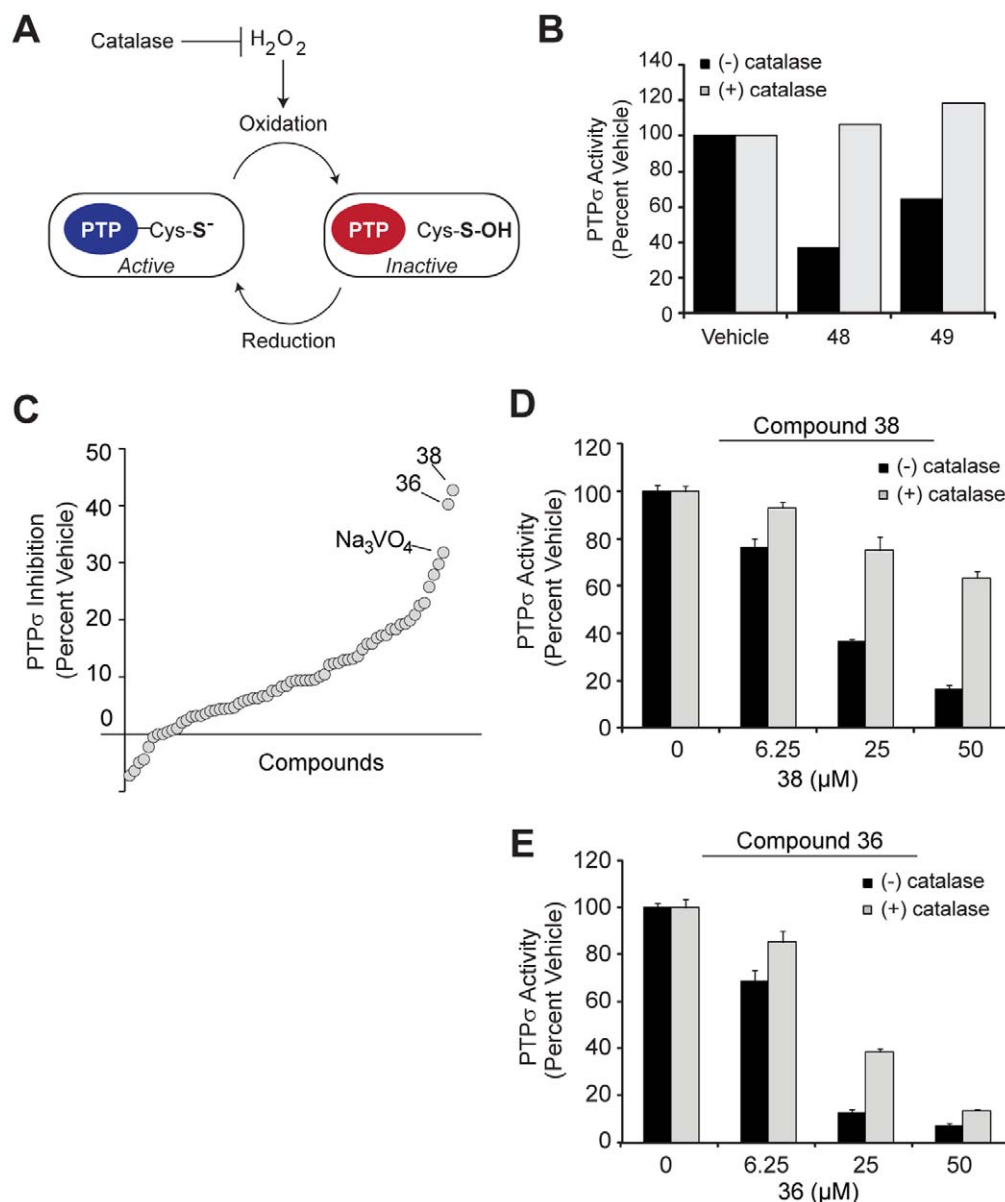 A
Catalase
H2O2
Oxidation
PTP
Cys-S-
Active
PTP
Cys-S-OH
Inactive
Reduction
B
(-) catalase
(+) catalase
PTPσ Activity
(Percent Vehicle)
140
120
100
80
60
40
20
0
Vehicle 48 49
C
PTPσ Inhibition
(Percent Vehicle)
50
40
30
20
10
0
38
36
Na3VO4
Compounds
D
Compound 38
(-) catalase
(+) catalase
PTPσ Activity
(Percent Vehicle)
120
100
80
60
40
20
0
0 6.25 25 50
38 (µM)
E
Compound 36
(-) catalase
(+) catalase
PTPσ Activity
(Percent Vehicle)
120
100
80
60
40
20
0
0 6.25 25 50
36 (µM)